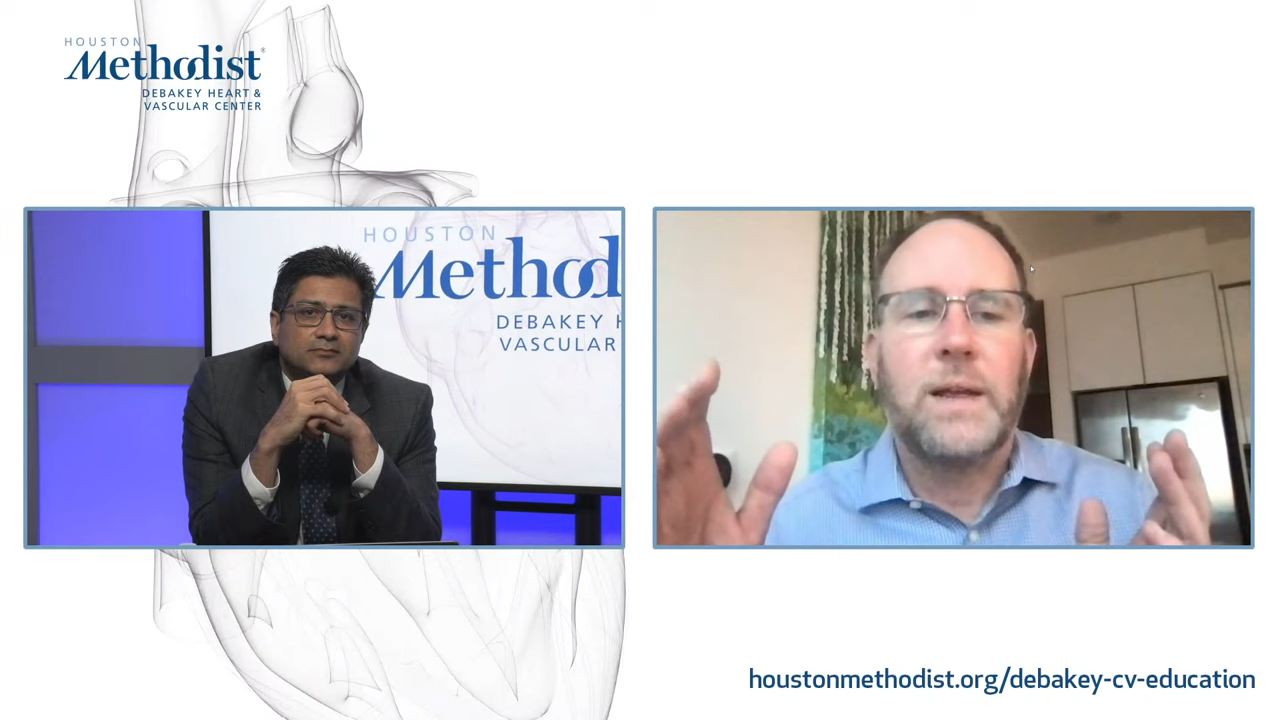 HOUSTON
Methodist®
DEBAKEY HEART &
VASCULAR CENTER
HOUSTON
Method
DEBAKEY H
VASCULAR
houstonmethodist.org/debakey-cv-education